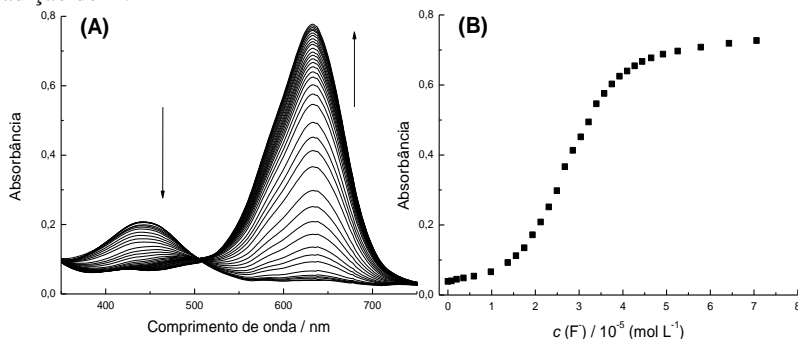 (A)
0,8
0,6
0,4
0,2
0,0
Absorbância
400 500 600 700
Comprimento de onda / nm
(B)
0,8
0,6
0,4
0,2
0,0
Absorbância
0 1 2 3 4 5 6 7 8
c (F⁻) / 10⁻⁵ (mol L⁻¹)